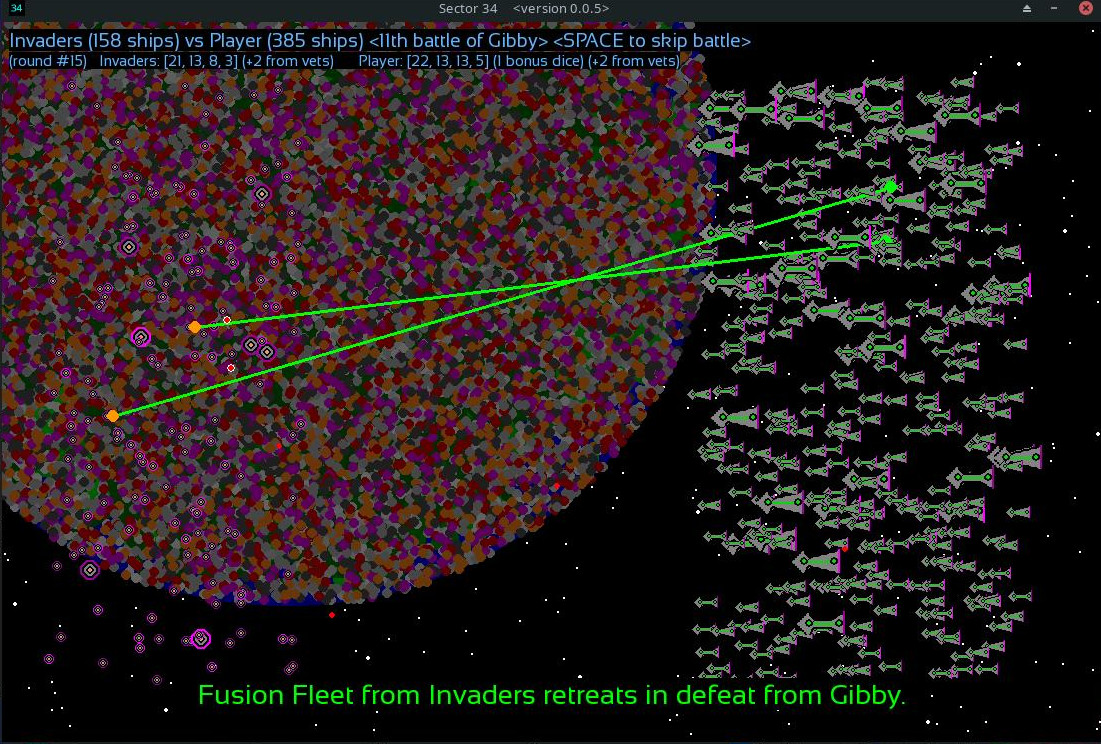 34
Sector 34 <version 0.0.5>
Invaders (158 ships) vs Player (385 ships) <11th battle of Gibby> <SPACE to skip battle>
(round #15) Invaders: [21, 13, 8, 3] (+2 from vets) Player: [22, 13, 13, 5] (1 bonus dice) (+2 from vets)
Fusion Fleet from Invaders retreats in defeat from Gibby.